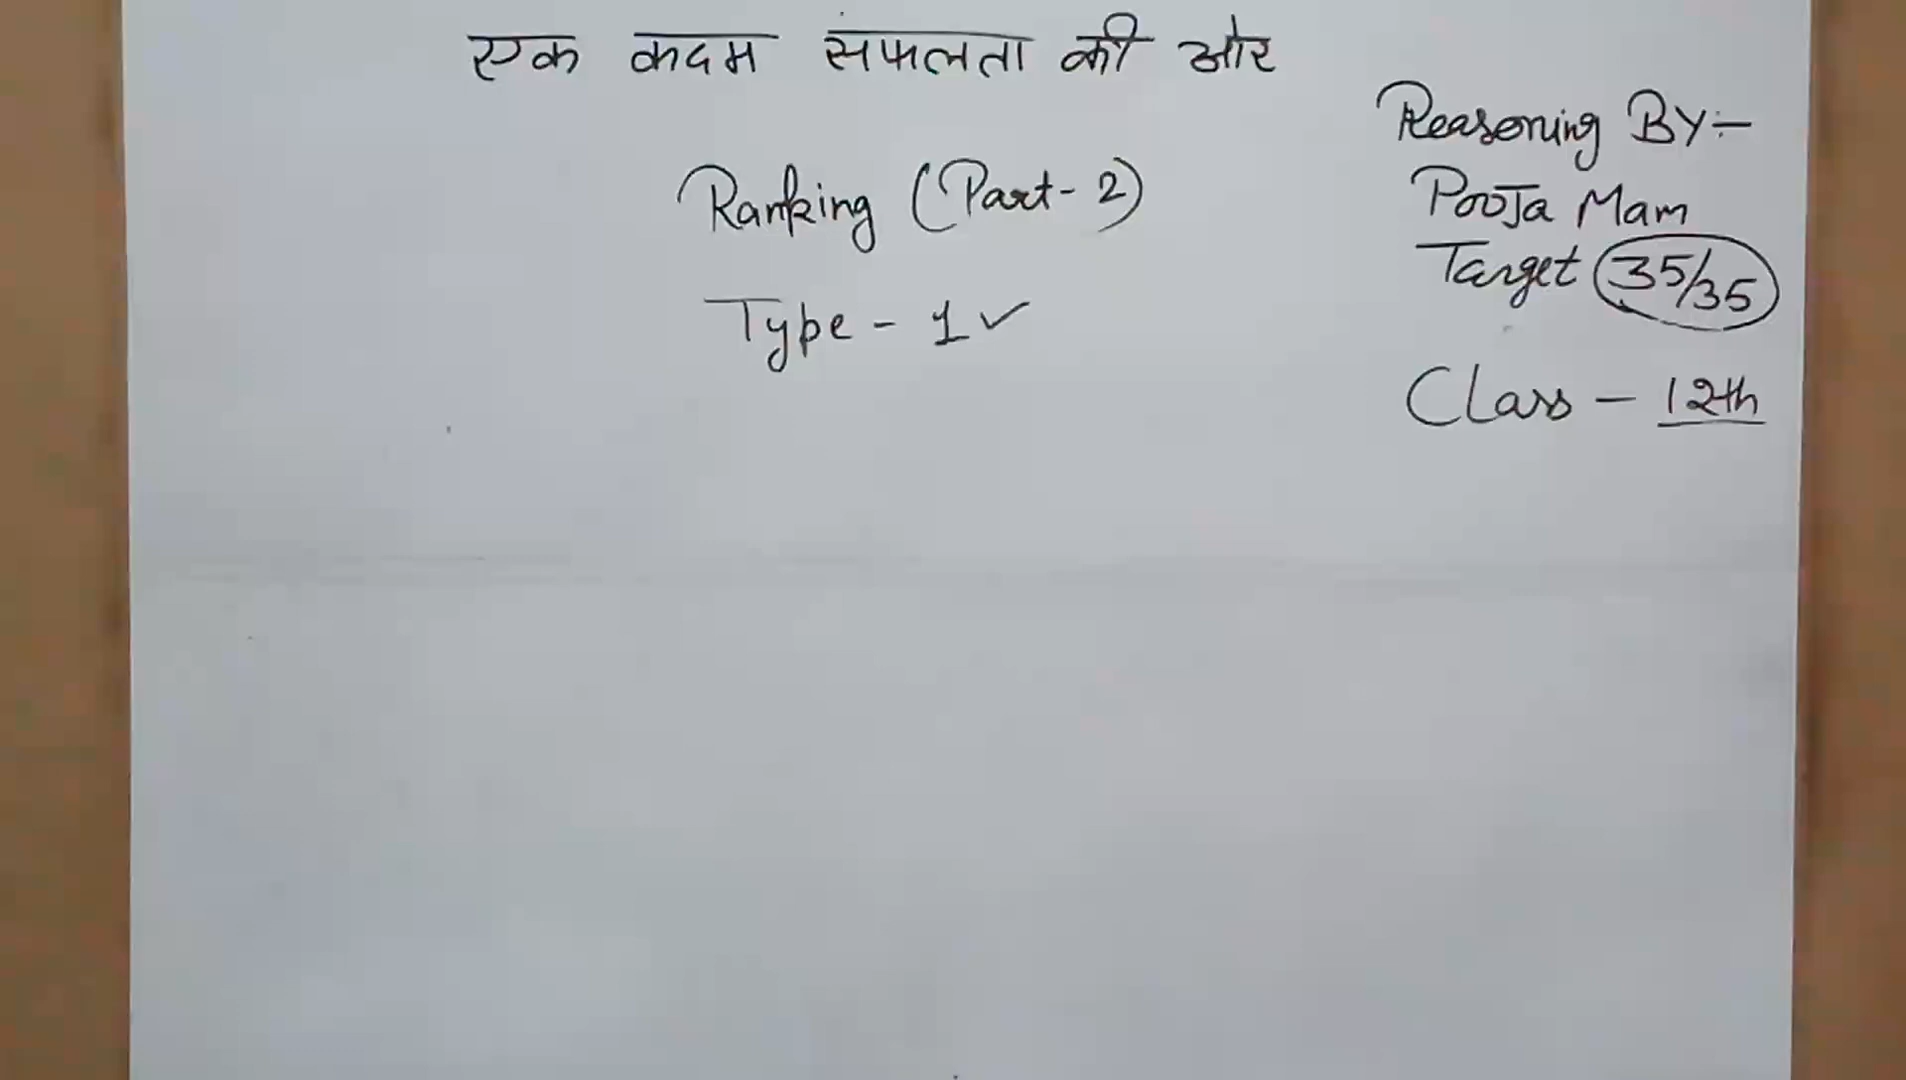 एक कदम सफलता की ओर
Reasoning BY:-
Ranking (Part-2)
PooJa Mam
Target 35/35
Type - 1 ✓
Class - 12th